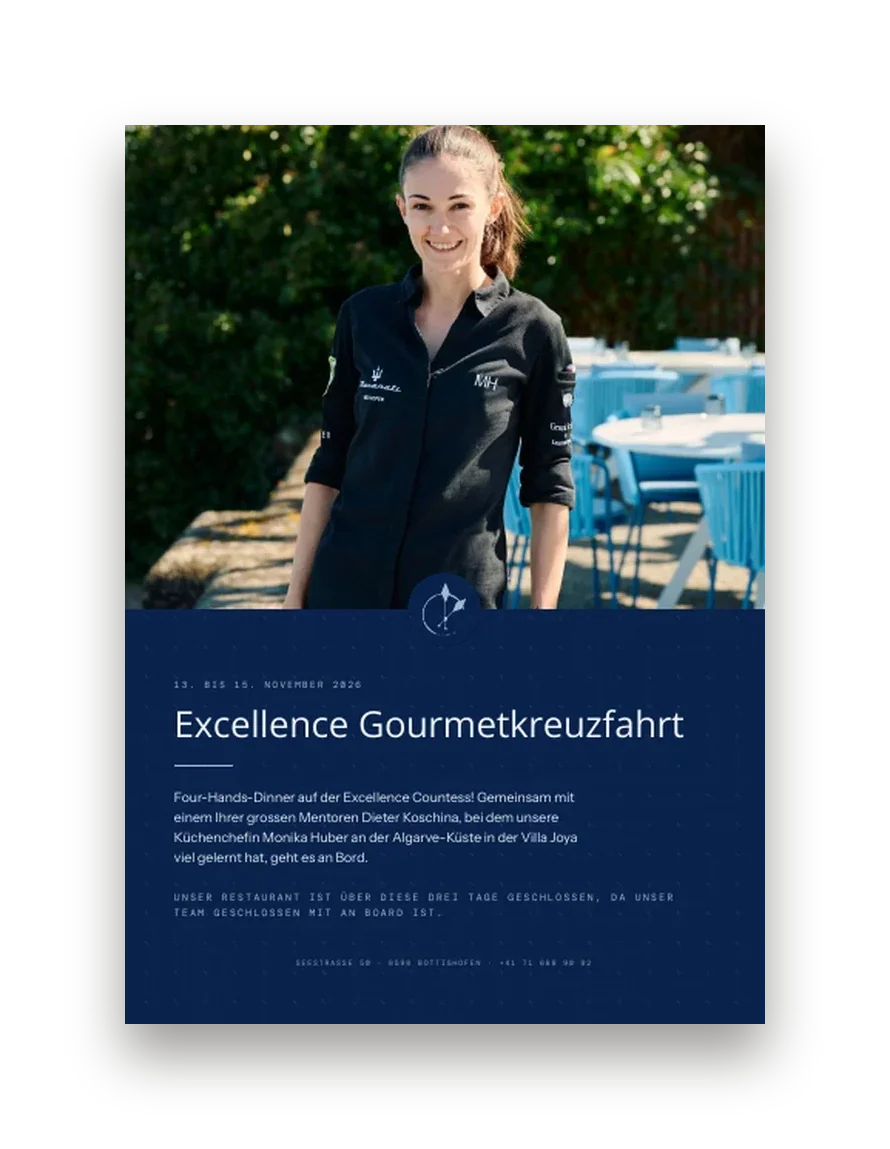 MH
13. BIS 15. NOVEMBER 2026
Excellence Gourmetkreuzfahrt
Four-Hands-Dinner auf der Excellence Countess! Gemeinsam mit
einem Ihrer grossen Mentoren Dieter Koschina, bei dem unsere
Küchenchefin Monika Huber an der Algarve-Küste in der Villa Joya
viel gelernt hat, geht es an Bord.
UNSER RESTAURANT IST ÜBER DIESE DREI TAGE GESCHLOSSEN, DA UNSER
TEAM GESCHLOSSEN MIT AN BOARD IST.
SEESTRASSE 50 · 8598 BOTTIGHOFEN ·